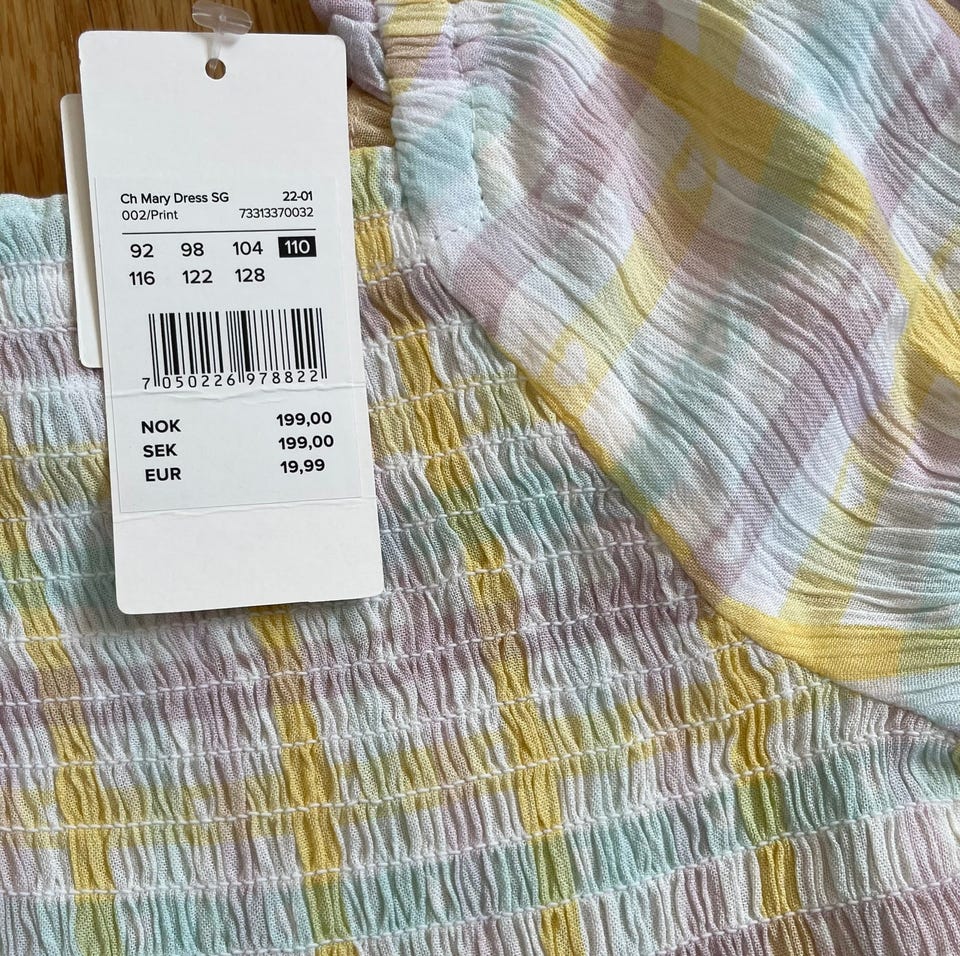 Ch Mary Dress SG 22-01
002/Print 73313370032
92 98 104 110
116 122 128
7 050226 978822
NOK 199,00
SEK 199,00
EUR 19,99